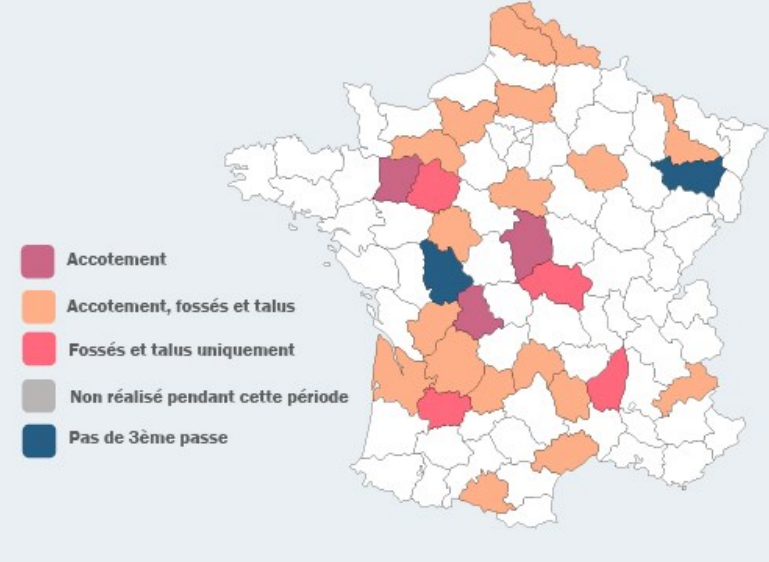 Accotement
Accotement, fossés et talus
Fossés et talus uniquement
Non réalisé pendant cette période
Pas de 3ème passe